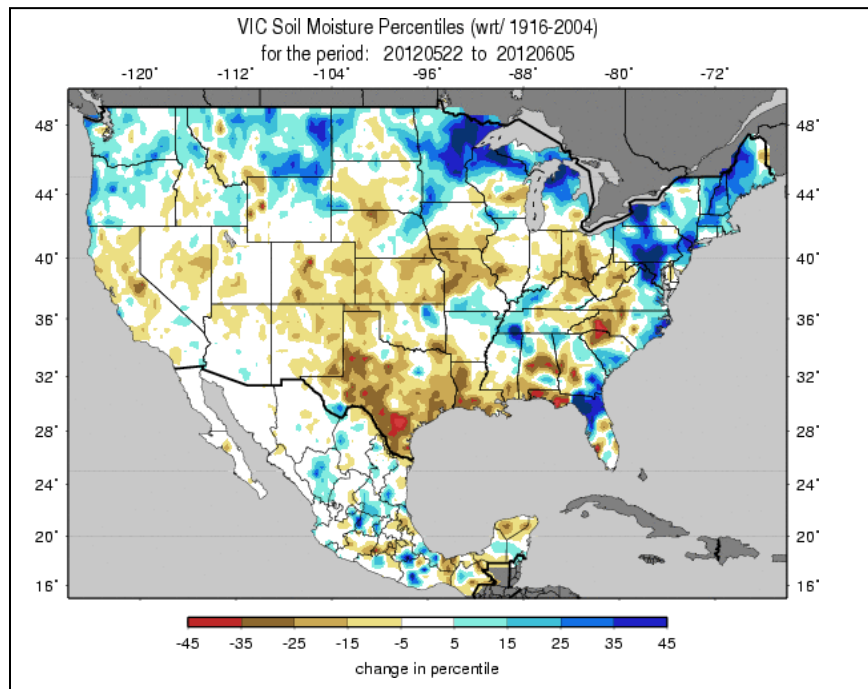 VIC Soil Moisture Percentiles (wrt/ 1916-2004)
for the period: 20120522 to 20120605
-120° -112° -104° -96° -88° -80° -72°
48° 48°
44° 44°
40° 40°
36° 36°
32° 32°
28° 28°
24° 24°
20° 20°
16° 16°
-45 -35 -25 -15 -5 5 15 25 35 45
change in percentile